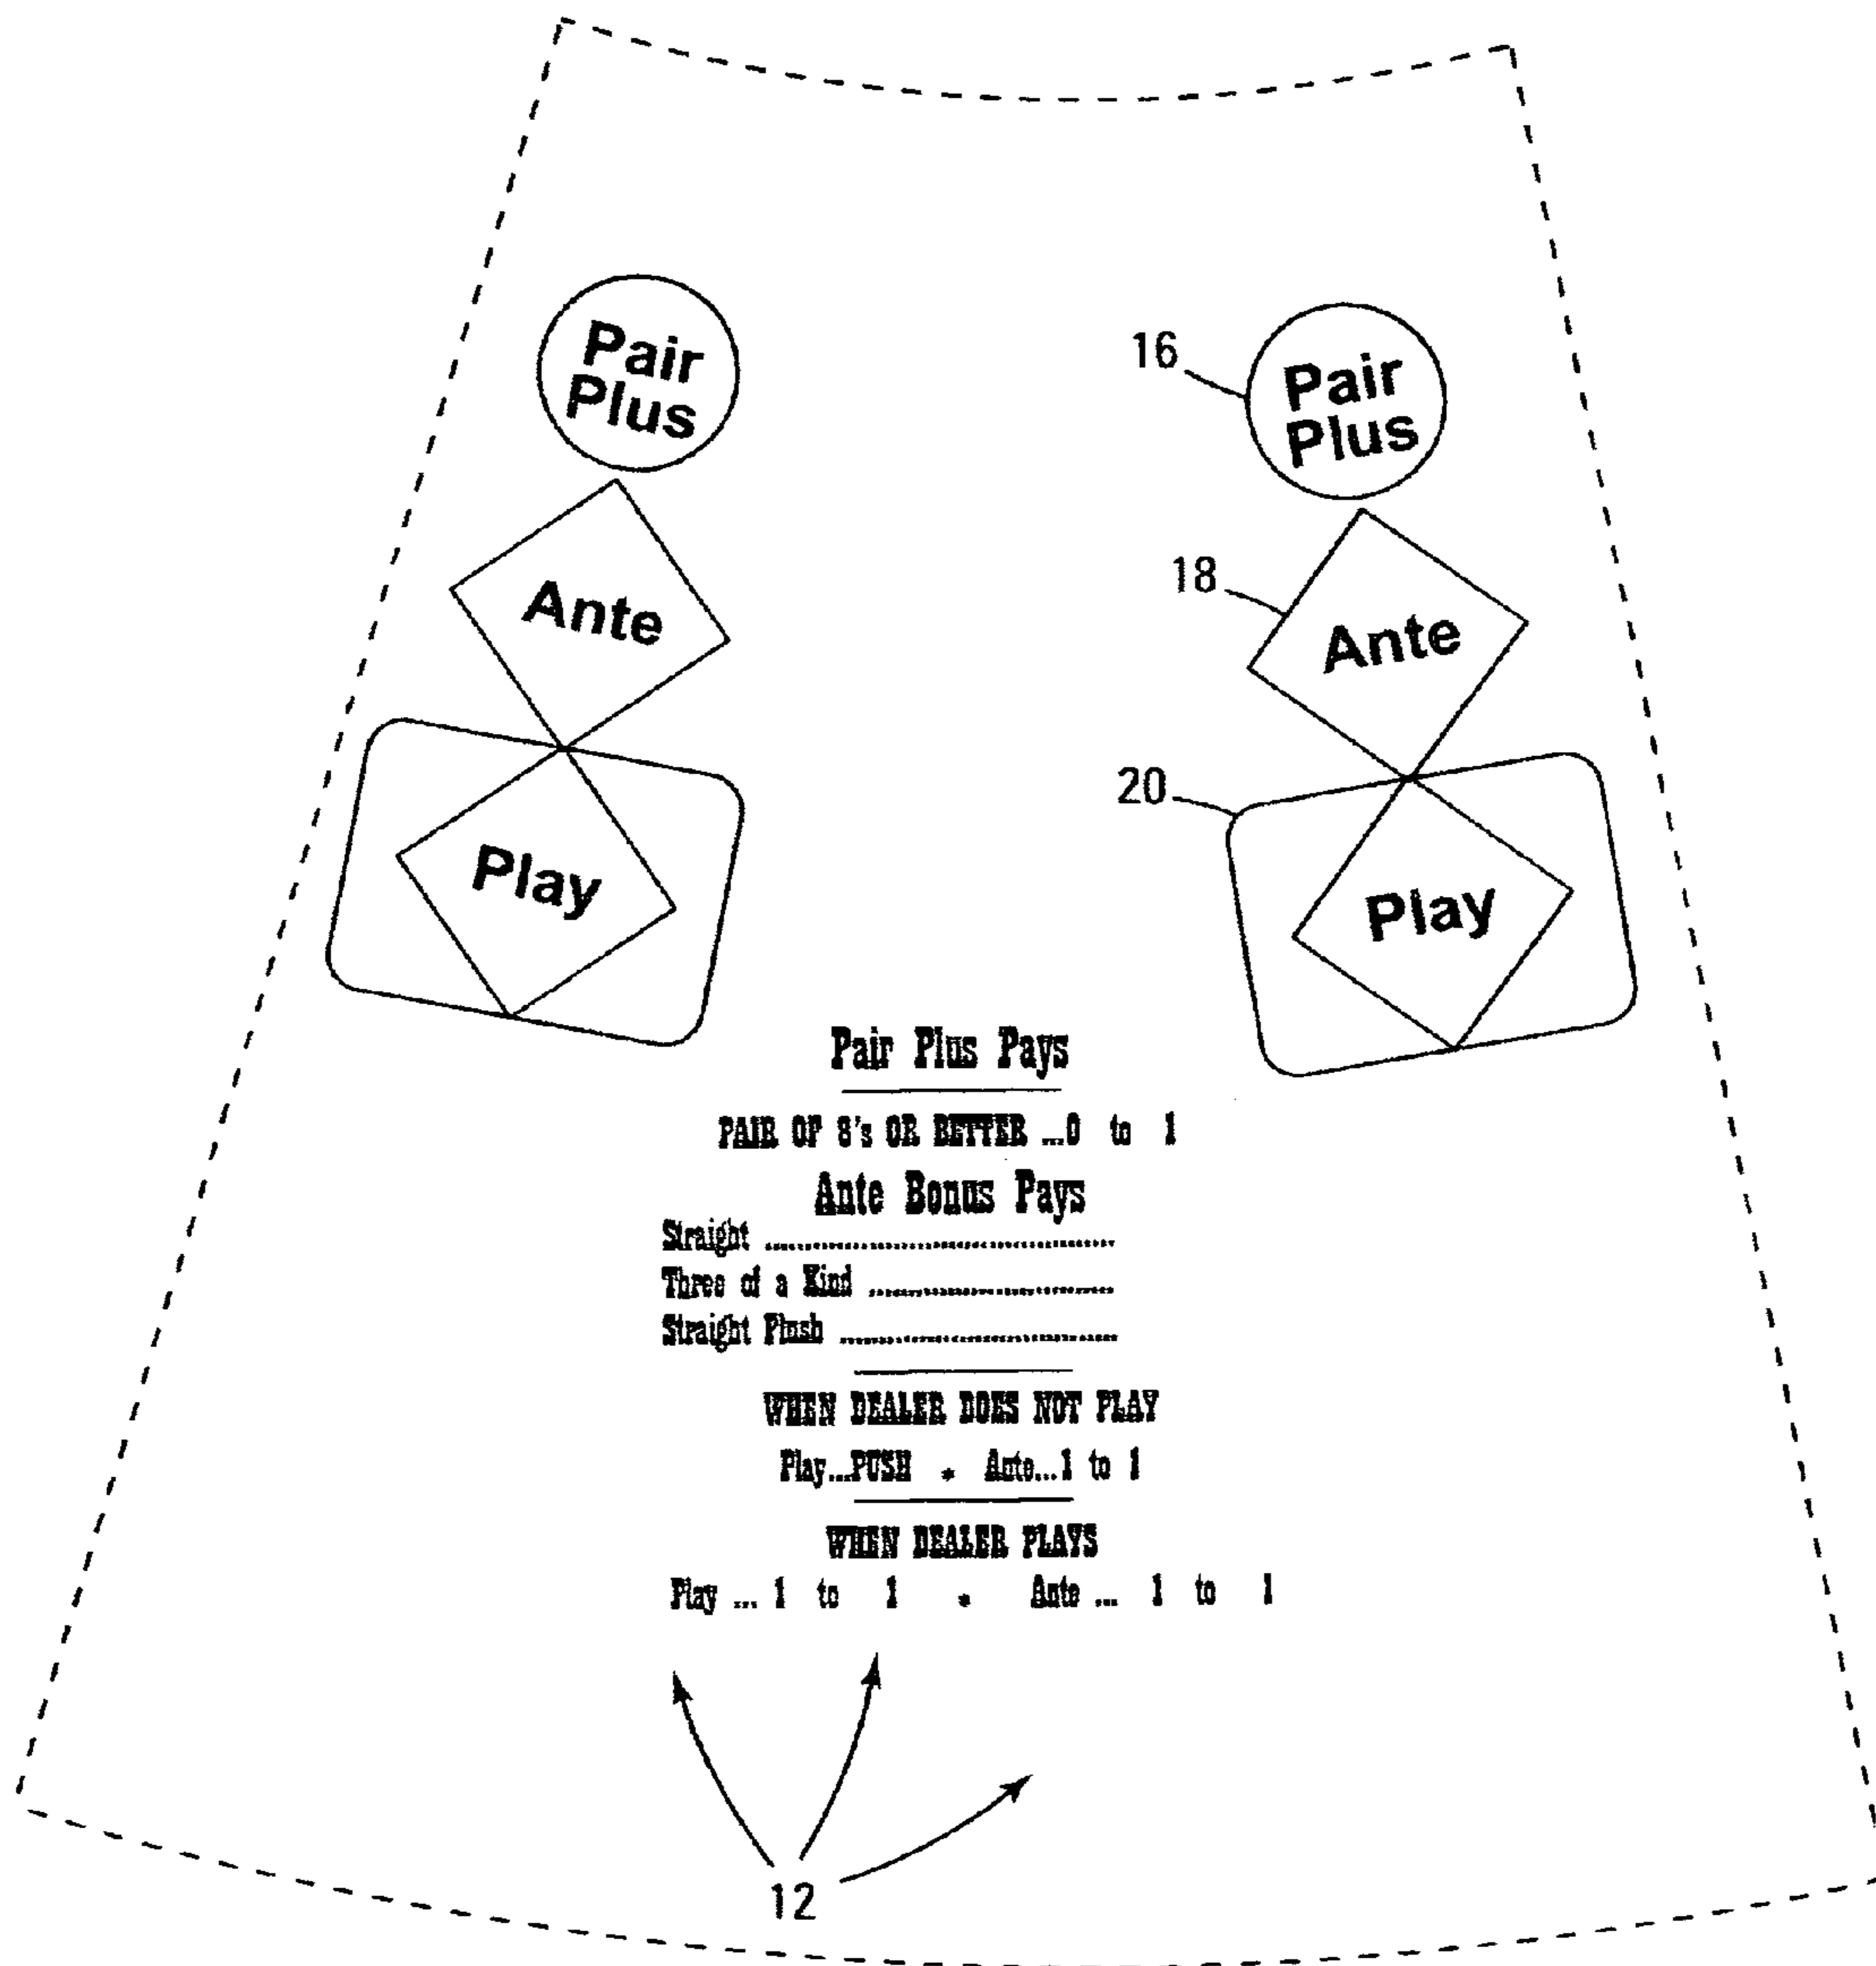 Pair
Plus
Ante
Play
16
Pair
Plus
18
Ante
20
Play
Pair Plus Pays
PAIR OF 8's OR BETTER ...0 to 1
Ante Bonus Pays
Straight ..........................................
Three of a Kind ..............................
Straight Flush ..................................
WHEN DEALER DOES NOT PLAY
Play...PUSH * Ante...1 to 1
WHEN DEALER PLAYS
Play ... 1 to 1 * Ante ... 1 to 1
12